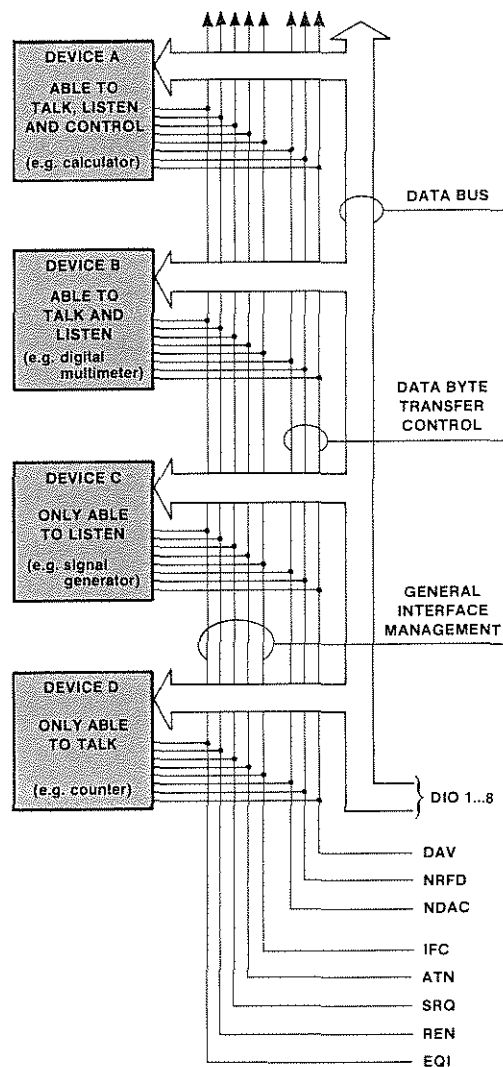 DEVICE A
ABLE TO
TALK, LISTEN
AND CONTROL
(e.g. calculator)
DATA BUS
DEVICE B
ABLE TO
TALK AND
LISTEN
(e.g. digital
multimeter)
DATA BYTE
TRANSFER
CONTROL
DEVICE C
ONLY ABLE
TO LISTEN
(e.g. signal
generator)
GENERAL
INTERFACE
MANAGEMENT
DEVICE D
ONLY ABLE
TO TALK
(e.g. counter)
DIO 1...8
DAV
NRFD
NDAC
IFC
ATN
SRQ
REN
EQI